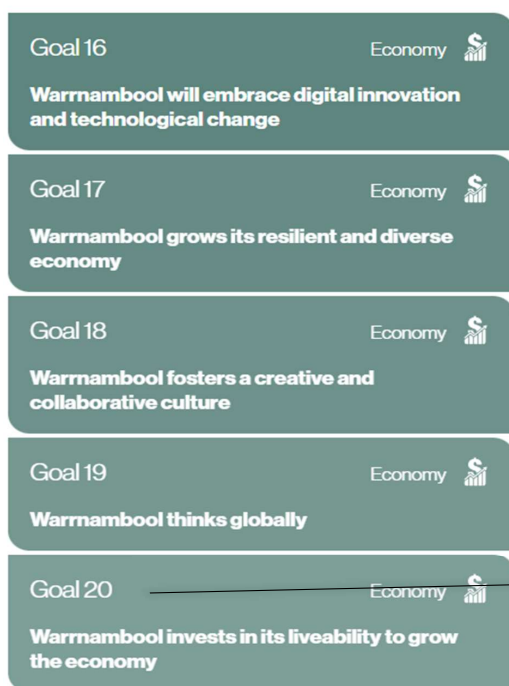 Goal 16 Economy
Warrnambool will embrace digital innovation
and technological change
Goal 17 Economy
Warrnambool grows its resilient and diverse
economy
Goal 18 Economy
Warrnambool fosters a creative and
collaborative culture
Goal 19 Economy
Warrnambool thinks globally
Goal 20 Economy
Warrnambool invests in its liveability to grow
the economy